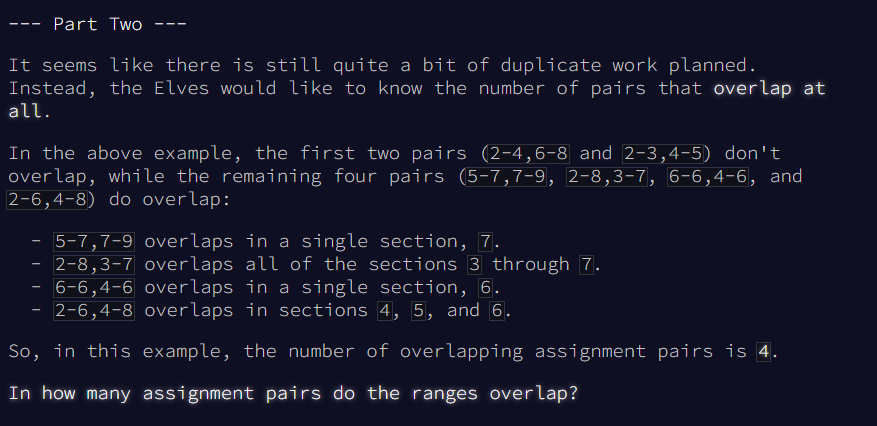 --- Part Two ---
It seems like there is still quite a bit of duplicate work planned.
Instead, the Elves would like to know the number of pairs that overlap at
all.
In the above example, the first two pairs (2-4,6-8 and 2-3,4-5) don't
overlap, while the remaining four pairs (5-7,7-9, 2-8,3-7, 6-6,4-6, and
2-6,4-8) do overlap:
- 5-7,7-9 overlaps in a single section, 7.
- 2-8,3-7 overlaps all of the sections 3 through 7.
- 6-6,4-6 overlaps in a single section, 6.
- 2-6,4-8 overlaps in sections 4, 5, and 6.
So, in this example, the number of overlapping assignment pairs is 4.
In how many assignment pairs do the ranges overlap?